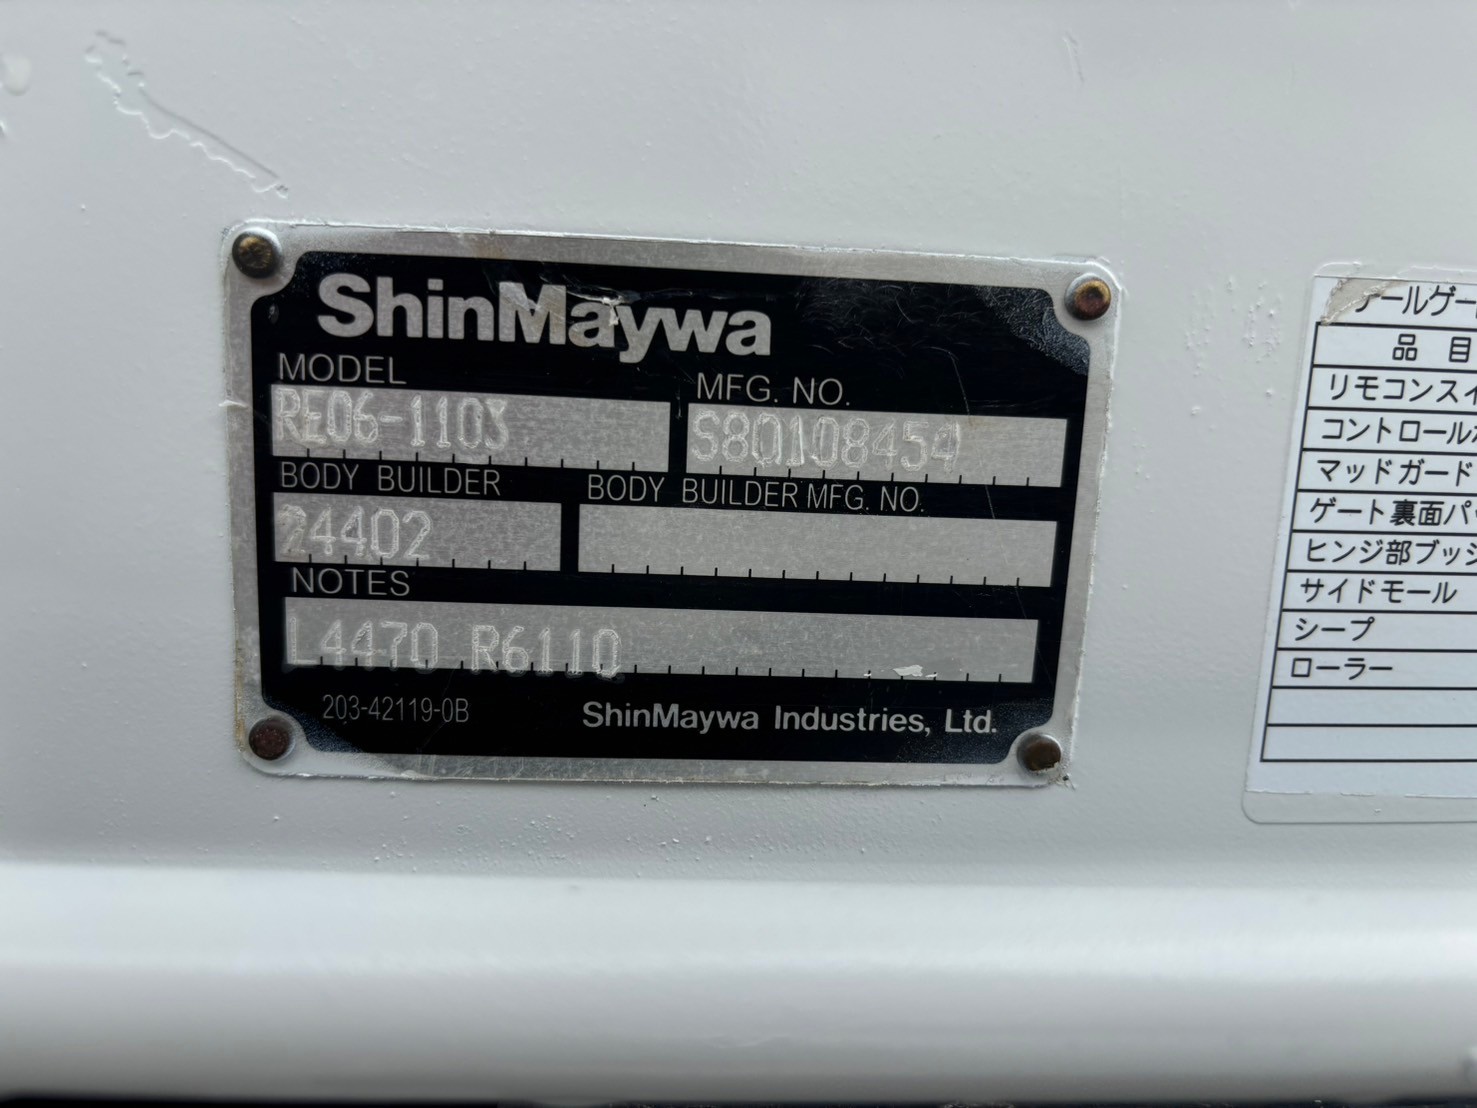 ShinMaywa
MODEL
RE06-1103
MFG. NO.
S80108454
BODY BUILDER
24402
BODY BUILDER MFG. NO.
NOTES
L4470 R6110
203-42119-0B
ShinMaywa Industries, Ltd.
品 目
リモコンスイ
コントロール
マッドガード
ゲート裏面パ
ヒンジ部ブッシ
サイドモール
シープ
ローラー